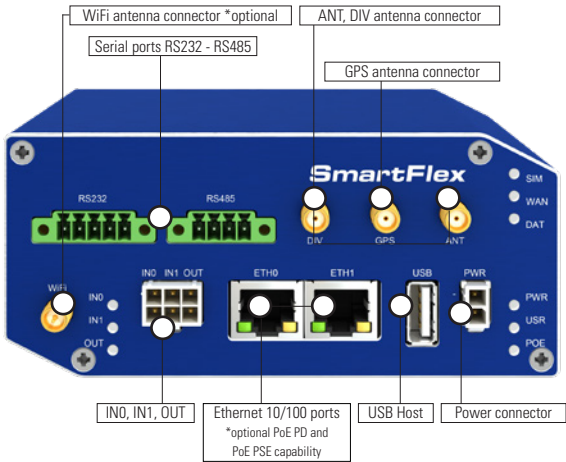 WiFi antenna connector *optional
ANT, DIV antenna connector
Serial ports RS232 - RS485
GPS antenna connector
SmartFlex
SIM
RS232
RS485
WAN
DAT
DIV
GPS
ANT
WiFi
IN0 IN1 OUT
ETH0
ETH1
USB
PWR
IN0
PWR
IN1
USR
OUT
POE
IN0, IN1, OUT
Ethernet 10/100 ports
*optional PoE PD and
PoE PSE capability
USB Host
Power connector